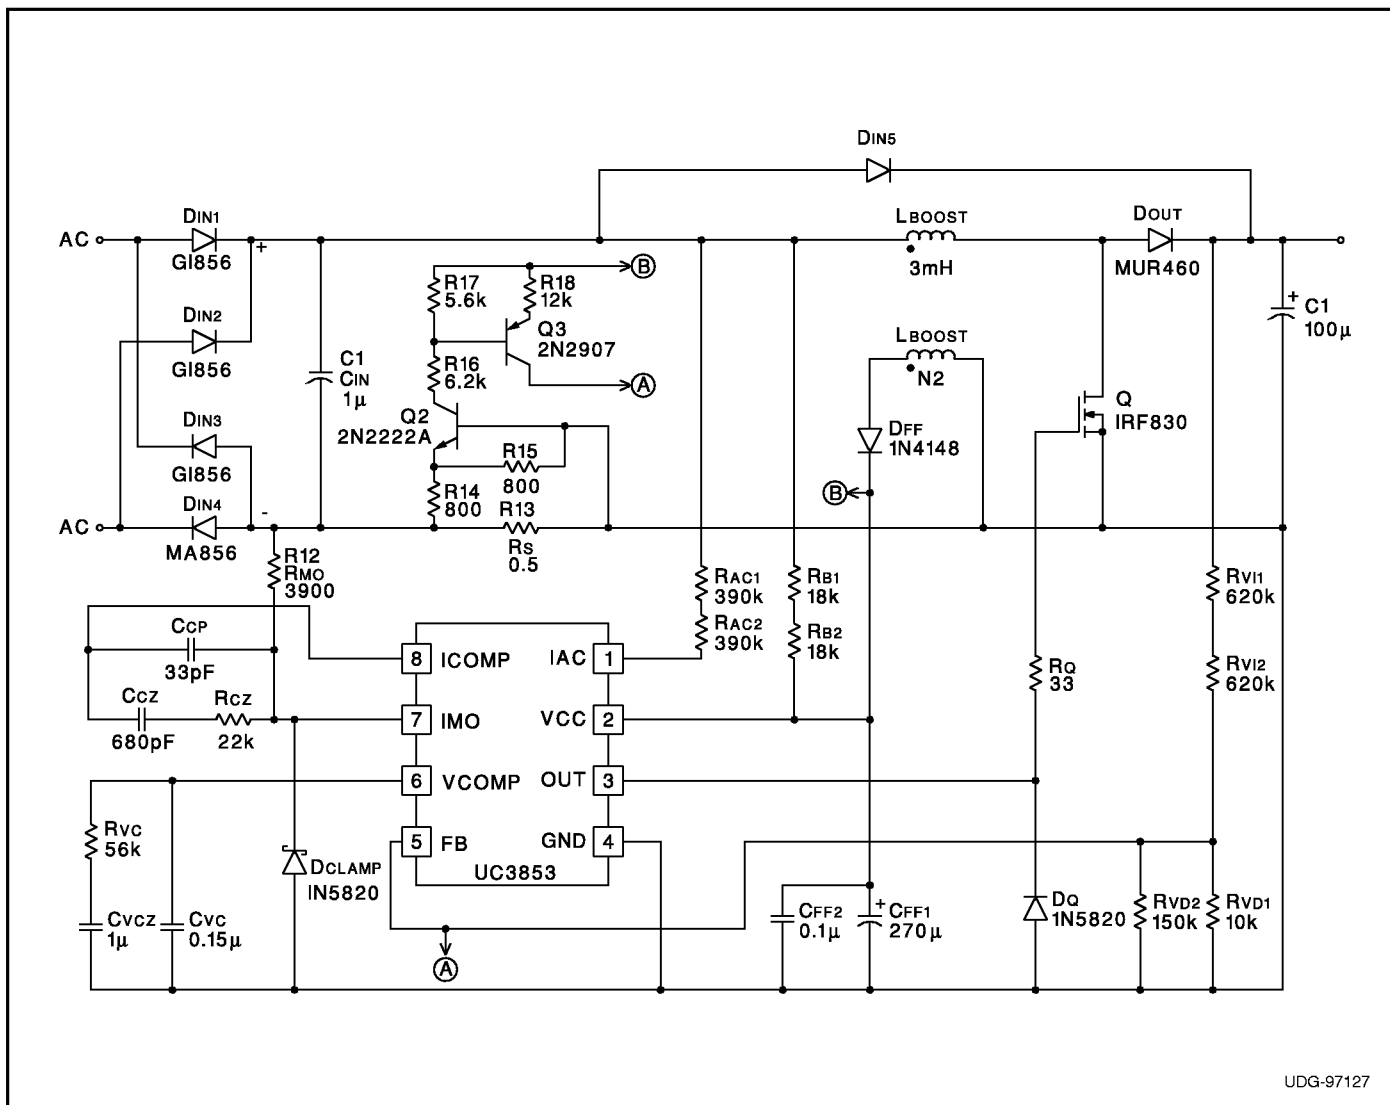 DIN5
AC
DIN1
GI856
+
LBOOST
3mH
DOUT
MUR460
DIN2
GI856
C1
CIN
1µ
R17
5.6k
R18
12k
B
Q3
2N2907
R16
6.2k
A
Q2
2N2222A
LBOOST
N2
+
C1
100µ
Q
IRF830
DIN3
GI856
R15
800
DFF
1N4148
B
R14
800
R13
RS
0.5
AC
DIN4
MA856
-
R12
RMO
3900
RAC1
390k
RAC2
390k
RB1
18k
RB2
18k
RVI1
620k
RVI2
620k
RQ
33
CCP
33pF
CCZ
680pF
RCZ
22k
8 ICOMP
IAC 1
7 IMO
VCC 2
6 VCOMP
OUT 3
5 FB
GND 4
UC3853
RVC
56k
DCLAMP
IN5820
CVCZ
1µ
CVC
0.15µ
A
CFF2
0.1µ
+
CFF1
270µ
DQ
1N5820
RVD2
150k
RVD1
10k
UDG-97127